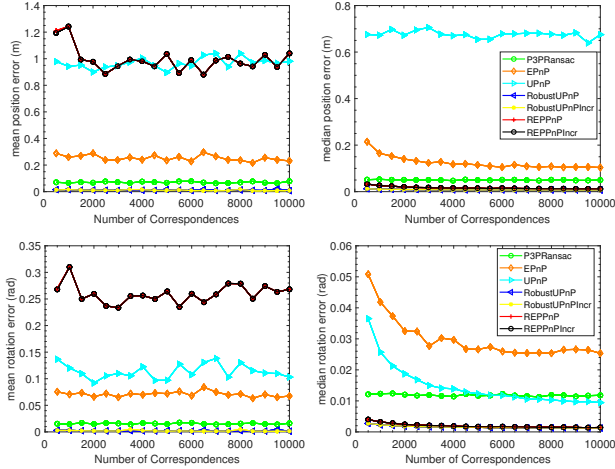 mean position error (m)
1.4
1.2
1
0.8
0.6
0.4
0.2
0
0 2000 4000 6000 8000 10000
Number of Correspondences
median position error (m)
0.8
0.6
0.4
0.2
0
0 2000 4000 6000 8000 10000
Number of Correspondences
P3PRansac
EPnP
UPnP
RobustUPnP
RobustUPnPIncr
REPPnP
REPPnPIncr
mean rotation error (rad)
0.35
0.3
0.25
0.2
0.15
0.1
0.05
0
0 2000 4000 6000 8000 10000
Number of Correspondences
median rotation error (rad)
0.06
0.05
0.04
0.03
0.02
0.01
0
0 2000 4000 6000 8000 10000
Number of Correspondences
P3PRansac
EPnP
UPnP
RobustUPnP
RobustUPnPIncr
REPPnP
REPPnPIncr